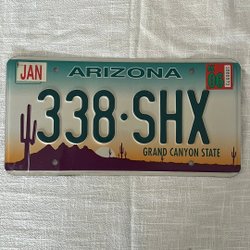 JAN ARIZONA 06
338·SHX
GRAND CANYON STATE